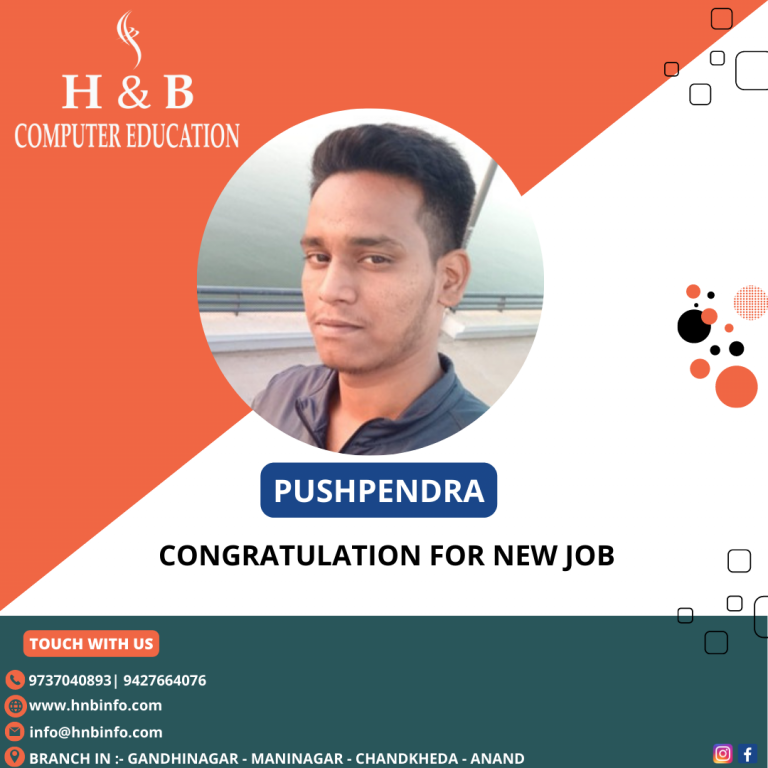 H & B
COMPUTER EDUCATION
PUSHPENDRA
CONGRATULATION FOR NEW JOB
TOUCH WITH US
9737040893| 9427664076
www.hnbinfo.com
info@hnbinfo.com
BRANCH IN :- GANDHINAGAR - MANINAGAR - CHANDKHEDA - ANAND